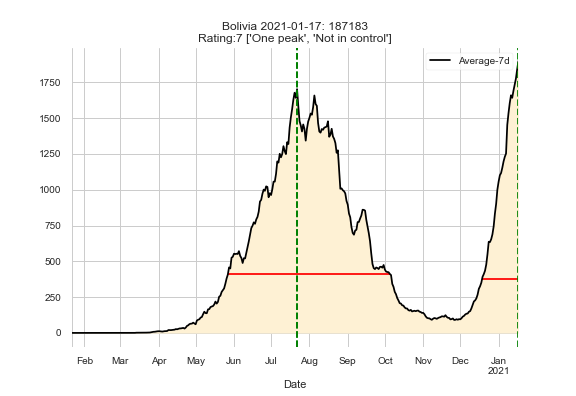 Bolivia 2021-01-17: 187183
Rating:7 ['One peak', 'Not in control']
Average-7d
1750
1500
1250
1000
750
500
250
0
Feb Mar Apr May Jun Jul Aug Sep Oct Nov Dec Jan
2021
Date